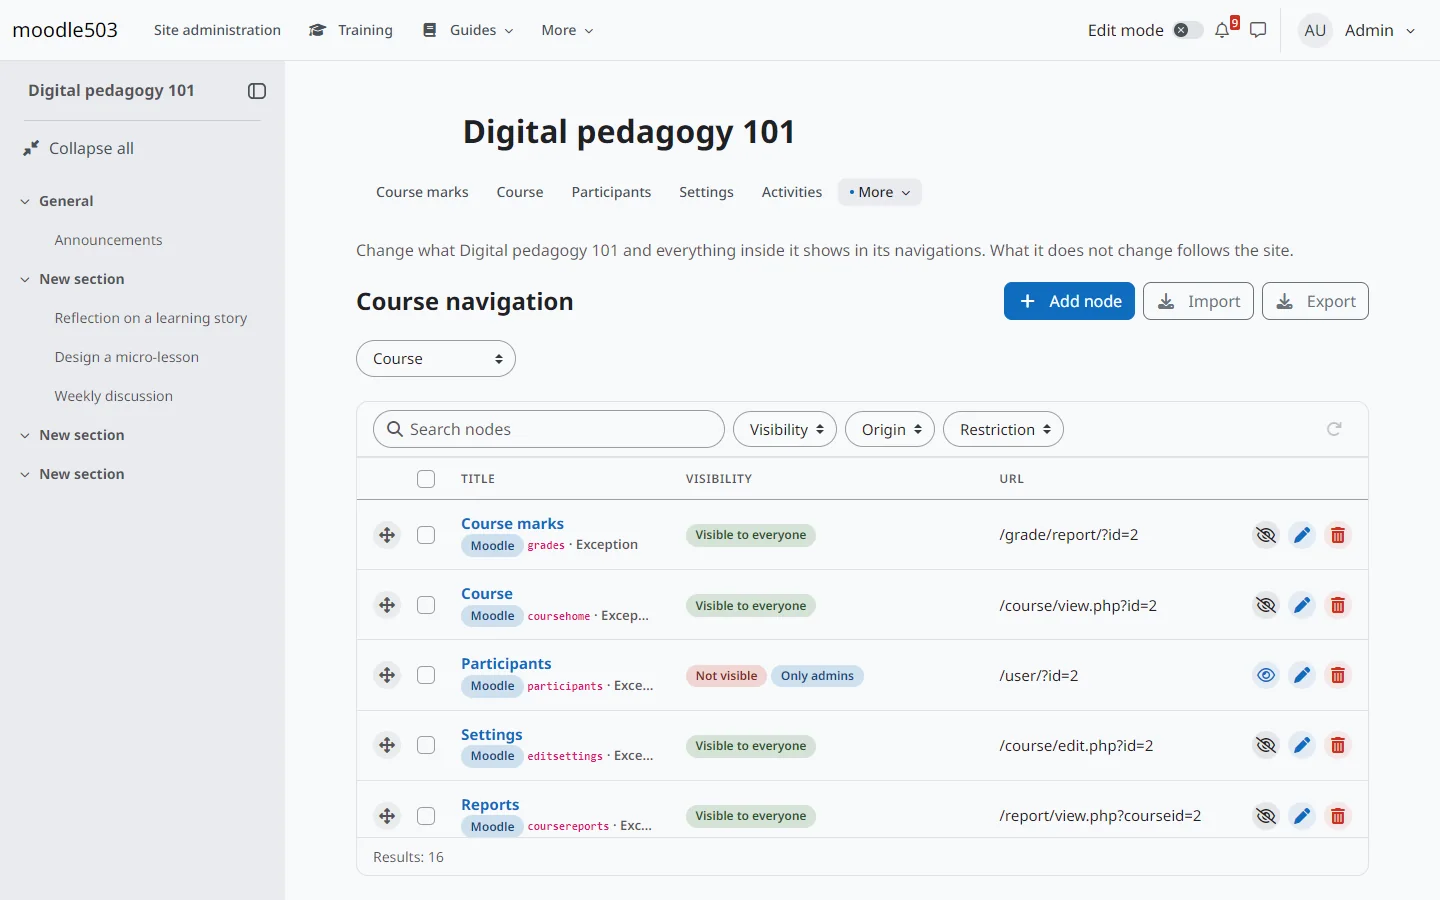 moodle503
Site administration
Training
Guides
More
Edit mode
9
AU
Admin
Digital pedagogy 101
Collapse all
General
Announcements
New section
Reflection on a learning story
Design a micro-lesson
Weekly discussion
New section
New section
Digital pedagogy 101
Course marks
Course
Participants
Settings
Activities
More
Change what Digital pedagogy 101 and everything inside it shows in its navigations. What it does not change follows the site.
Course navigation
Add node
Import
Export
Course
Search nodes
Visibility
Origin
Restriction
TITLE
VISIBILITY
URL
Course marks
Moodle grades · Exception
Visible to everyone
/grade/report/?id=2
Course
Moodle coursehome · Excep...
Visible to everyone
/course/view.php?id=2
Participants
Moodle participants · Exce...
Not visible
Only admins
/user/?id=2
Settings
Moodle editsettings · Exce...
Visible to everyone
/course/edit.php?id=2
Reports
Moodle coursereports · Exc...
Visible to everyone
/report/view.php?courseid=2
Results: 16